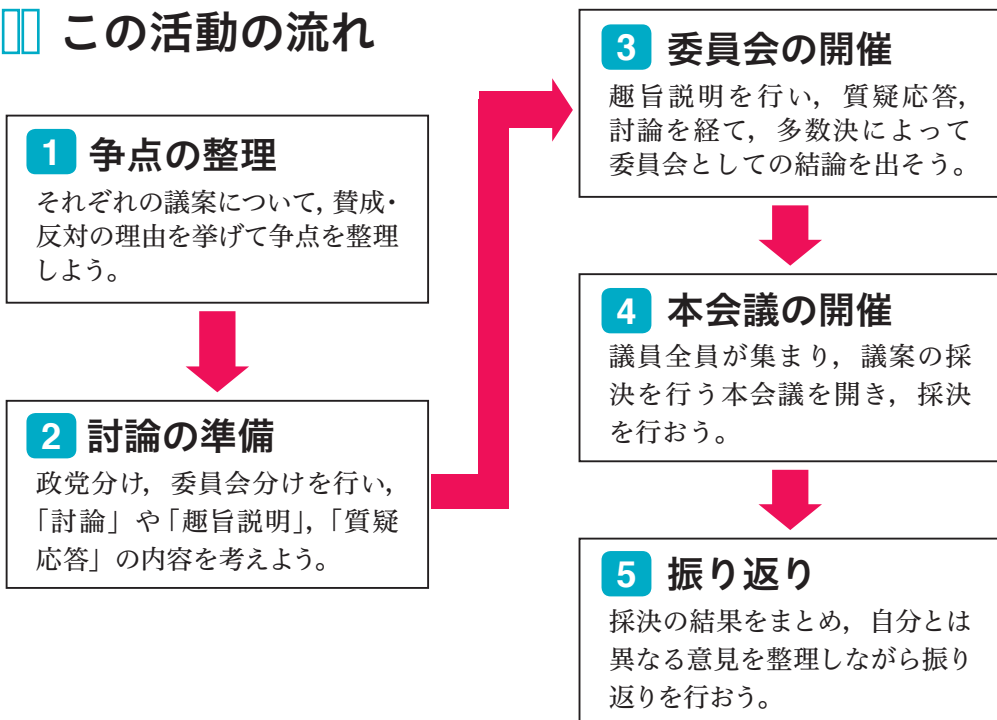 この活動の流れ
1 争点の整理
それぞれの議案について，賛成・
反対の理由を挙げて争点を整理
しよう。
2 討論の準備
政党分け，委員会分けを行い，
「討論」や「趣旨説明」，「質疑
応答」の内容を考えよう。
3 委員会の開催
趣旨説明を行い，質疑応答，
討論を経て，多数決によって
委員会としての結論を出そう。
4 本会議の開催
議員全員が集まり，議案の採
決を行う本会議を開き，採決
を行おう。
5 振り返り
採決の結果をまとめ，自分とは
異なる意見を整理しながら振り
返りを行おう。